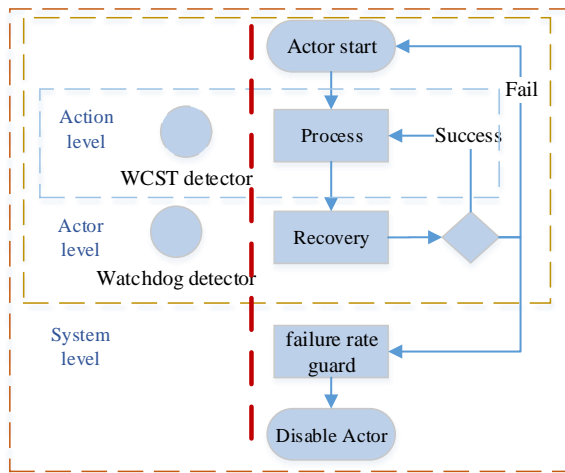 Actor start
Fail
Action
level
Process
Success
WCST detector
Actor
level
Recovery
Watchdog detector
System
level
failure rate
guard
Disable Actor